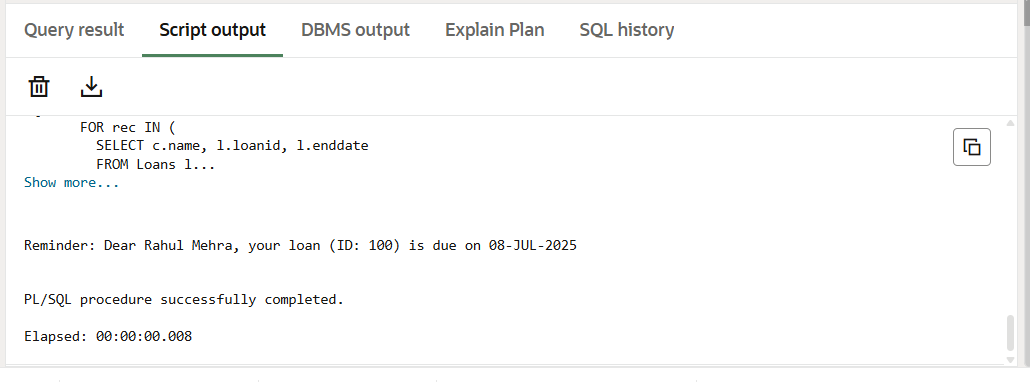 Query result Script output DBMS output Explain Plan SQL history
FOR rec IN (
SELECT c.name, l.loanid, l.enddate
FROM Loans l...
Show more...
Reminder: Dear Rahul Mehra, your loan (ID: 100) is due on 08-JUL-2025
PL/SQL procedure successfully completed.
Elapsed: 00:00:00.008